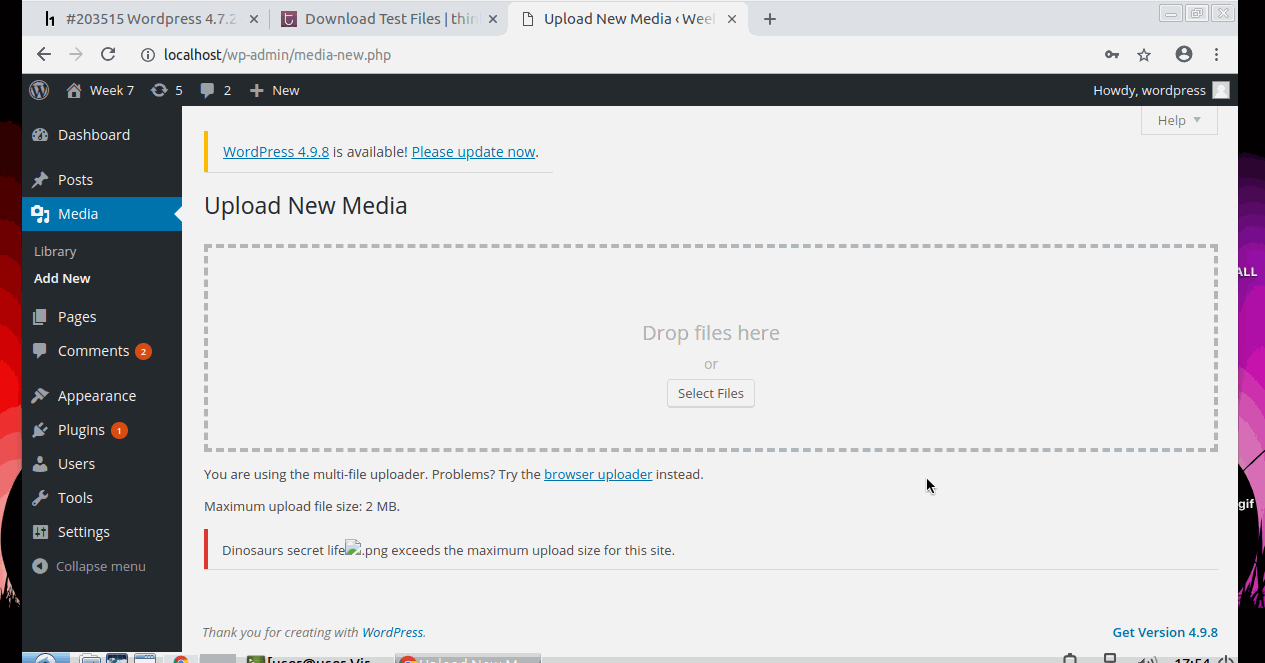 #203515 Wordpress 4.7.2
Download Test Files | thin
Upload New Media ‹ Wee
localhost/wp-admin/media-new.php
Week 7
5
2
New
Howdy, wordpress
Help
Dashboard
Posts
Media
Library
Add New
Pages
Comments 2
Appearance
Plugins 1
Users
Tools
Settings
Collapse menu
WordPress 4.9.8 is available! Please update now.
Upload New Media
Drop files here
or
Select Files
You are using the multi-file uploader. Problems? Try the browser uploader instead.
Maximum upload file size: 2 MB.
Dinosaurs secret life.png exceeds the maximum upload size for this site.
Thank you for creating with WordPress.
Get Version 4.9.8
ALL
gif
[user@user-Vis
Upload New M
17:54